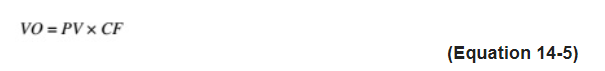 VO = PV × CF
(Equation 14-5)